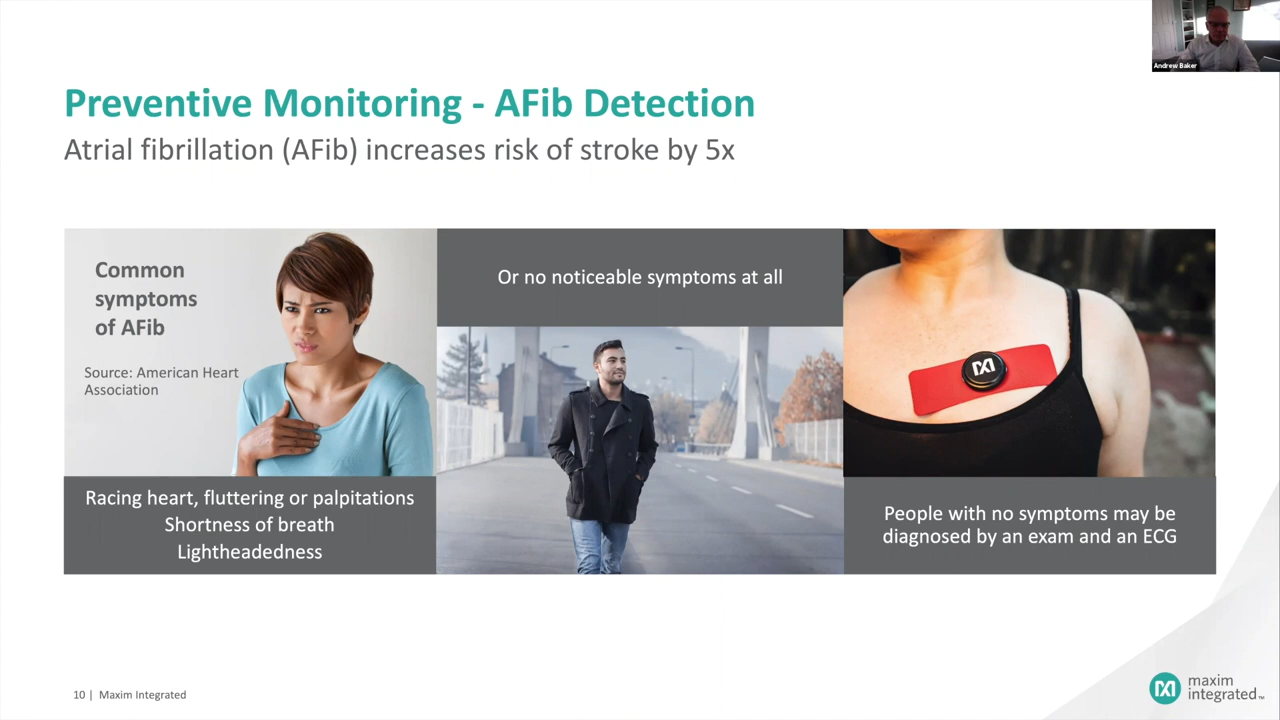 Andrew Baker
Preventive Monitoring - AFib Detection
Atrial fibrillation (AFib) increases risk of stroke by 5x
Common
symptoms
of AFib
Source: American Heart
Association
Racing heart, fluttering or palpitations
Shortness of breath
Lightheadedness
Or no noticeable symptoms at all
People with no symptoms may be
diagnosed by an exam and an ECG
10 | Maxim Integrated
maxim
integrated™